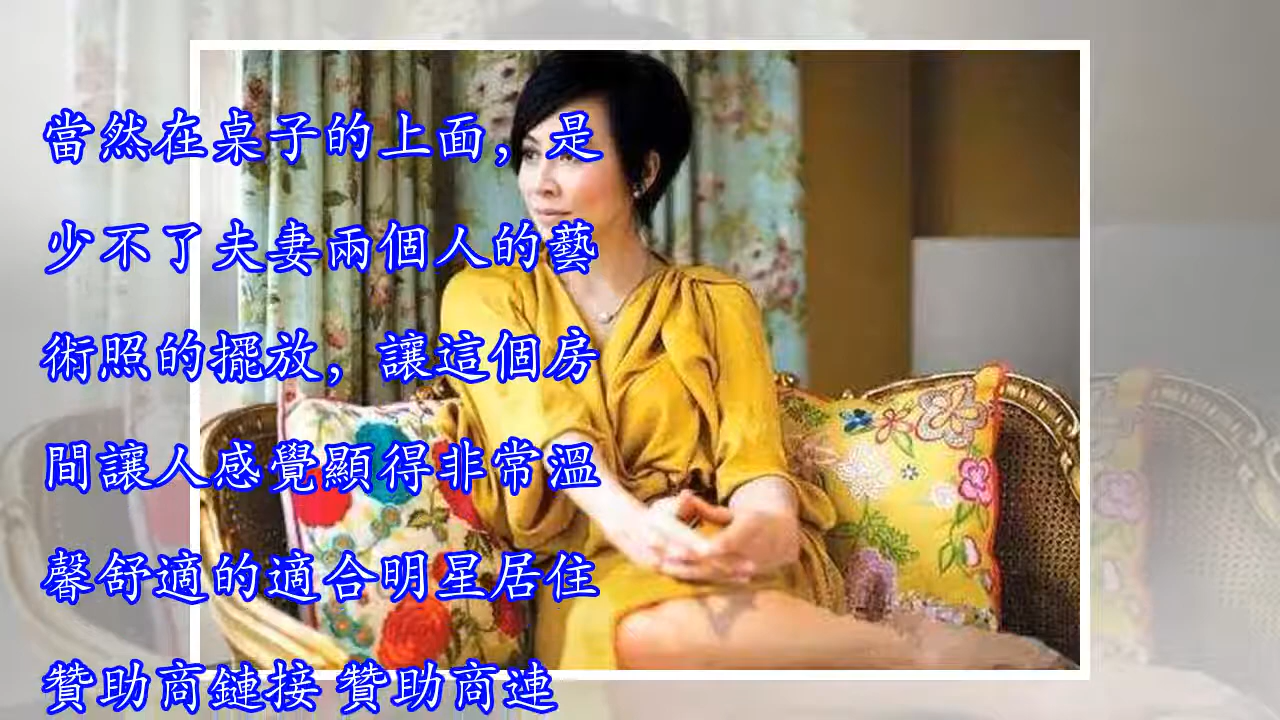 當然在桌子的上面，是
少不了夫妻兩個人的藝
術照的擺放，讓這個房
間讓人感覺顯得非常溫
馨舒適的適合明星居住
贊助商鏈接 贊助商連